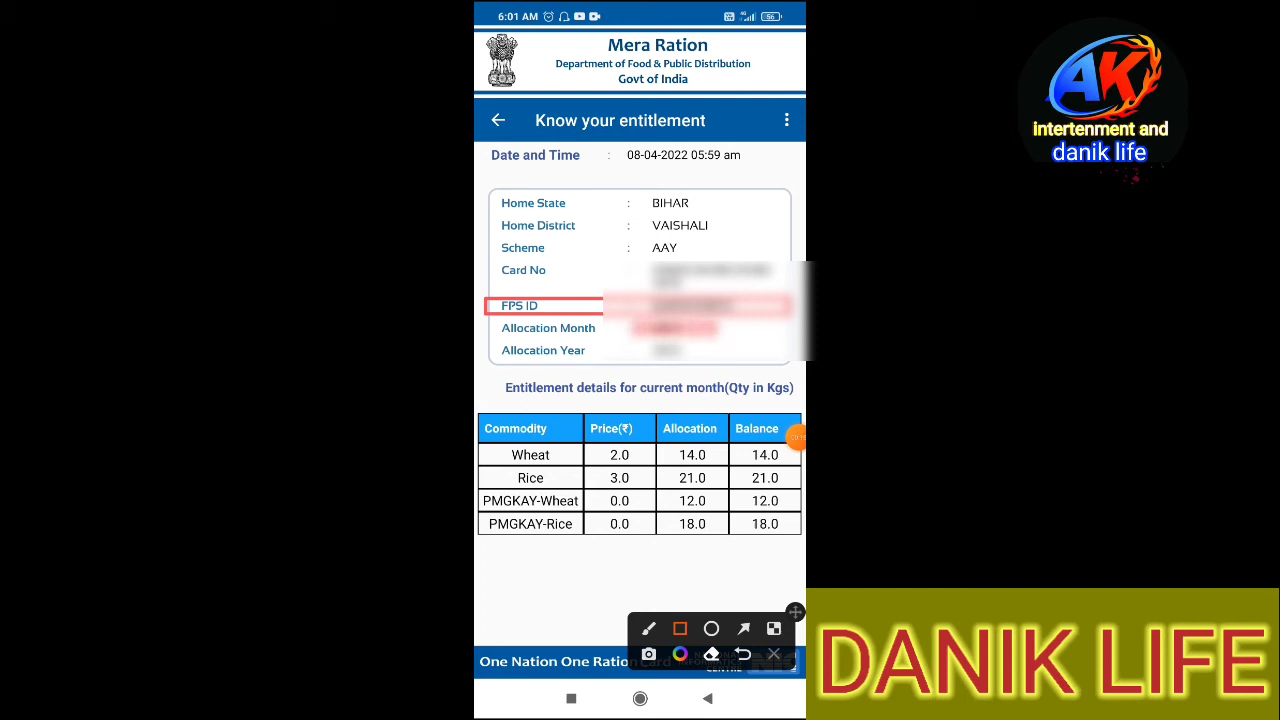 6:01 AM
56
Mera Ration
Department of Food & Public Distribution
Govt of India
Know your entitlement
Date and Time : 08-04-2022 05:59 am
Home State : BIHAR
Home District : VAISHALI
Scheme : AAY
Card No
FPS ID
Allocation Month
Allocation Year
Entitlement details for current month(Qty in Kgs)
Commodity Price(₹) Allocation Balance
Wheat 2.0 14.0 14.0
Rice 3.0 21.0 21.0
PMGKAY-Wheat 0.0 12.0 12.0
PMGKAY-Rice 0.0 18.0 18.0
One Nation One Ration Card
CENTRE
AK
intertenment and
danik life
DANIK LIFE